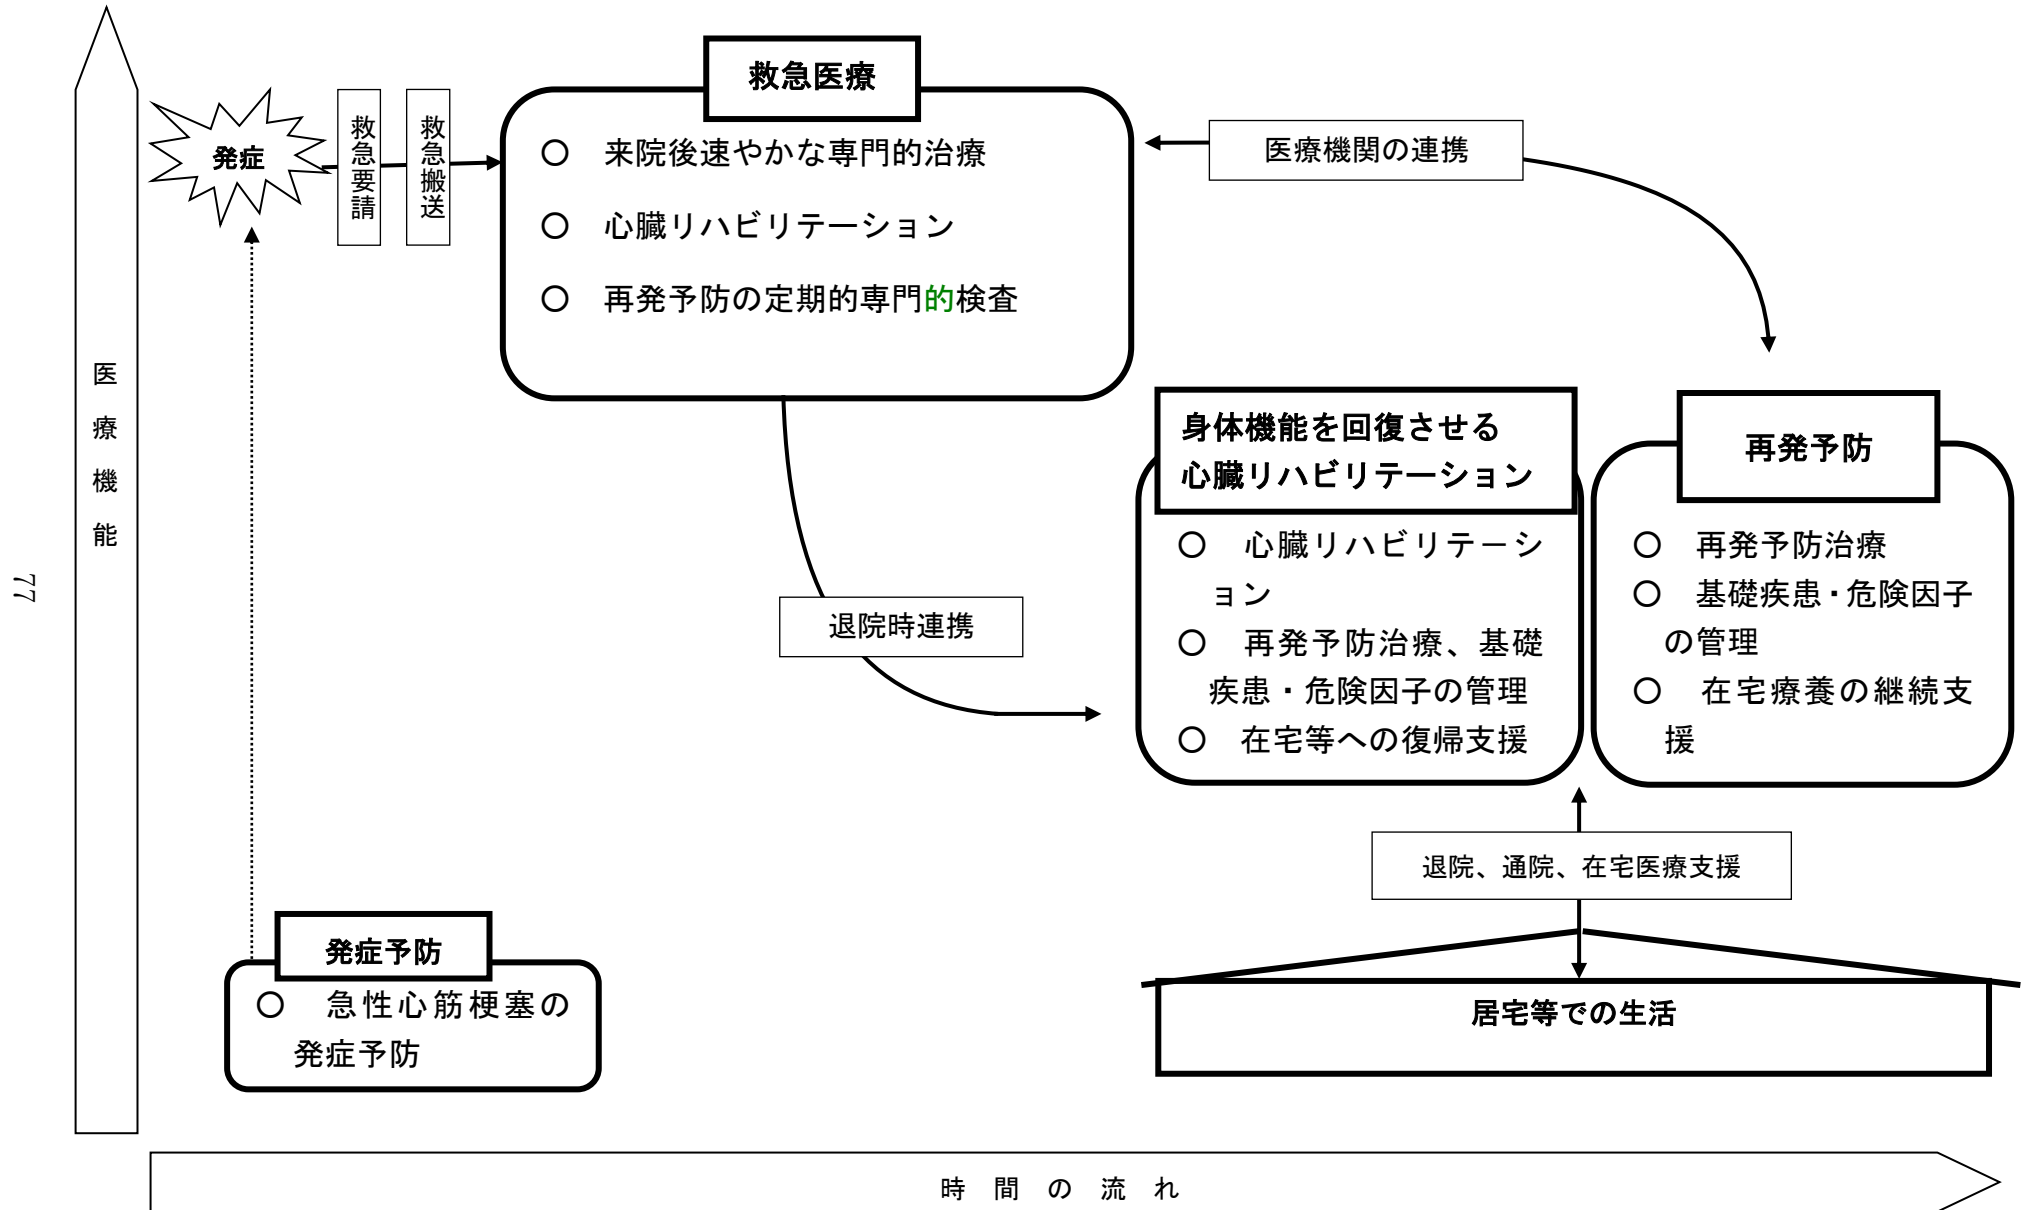 救急医療
発症
救急要請
救急搬送
○　来院後速やかな専門的治療
○　心臓リハビリテーション
○　再発予防の定期的専門的検査
医療機関の連携
医療機能
身体機能を回復させる
心臓リハビリテーション
○　心臓リハビリテーシ
ョン
○　再発予防治療、基礎
疾患・危険因子の管理
○　在宅等への復帰支援
再発予防
○　再発予防治療
○　基礎疾患・危険因子
の管理
○　在宅療養の継続支
援
77
退院時連携
退院、通院、在宅医療支援
発症予防
○　急性心筋梗塞の
発症予防
居宅等での生活
時　間　の　流　れ